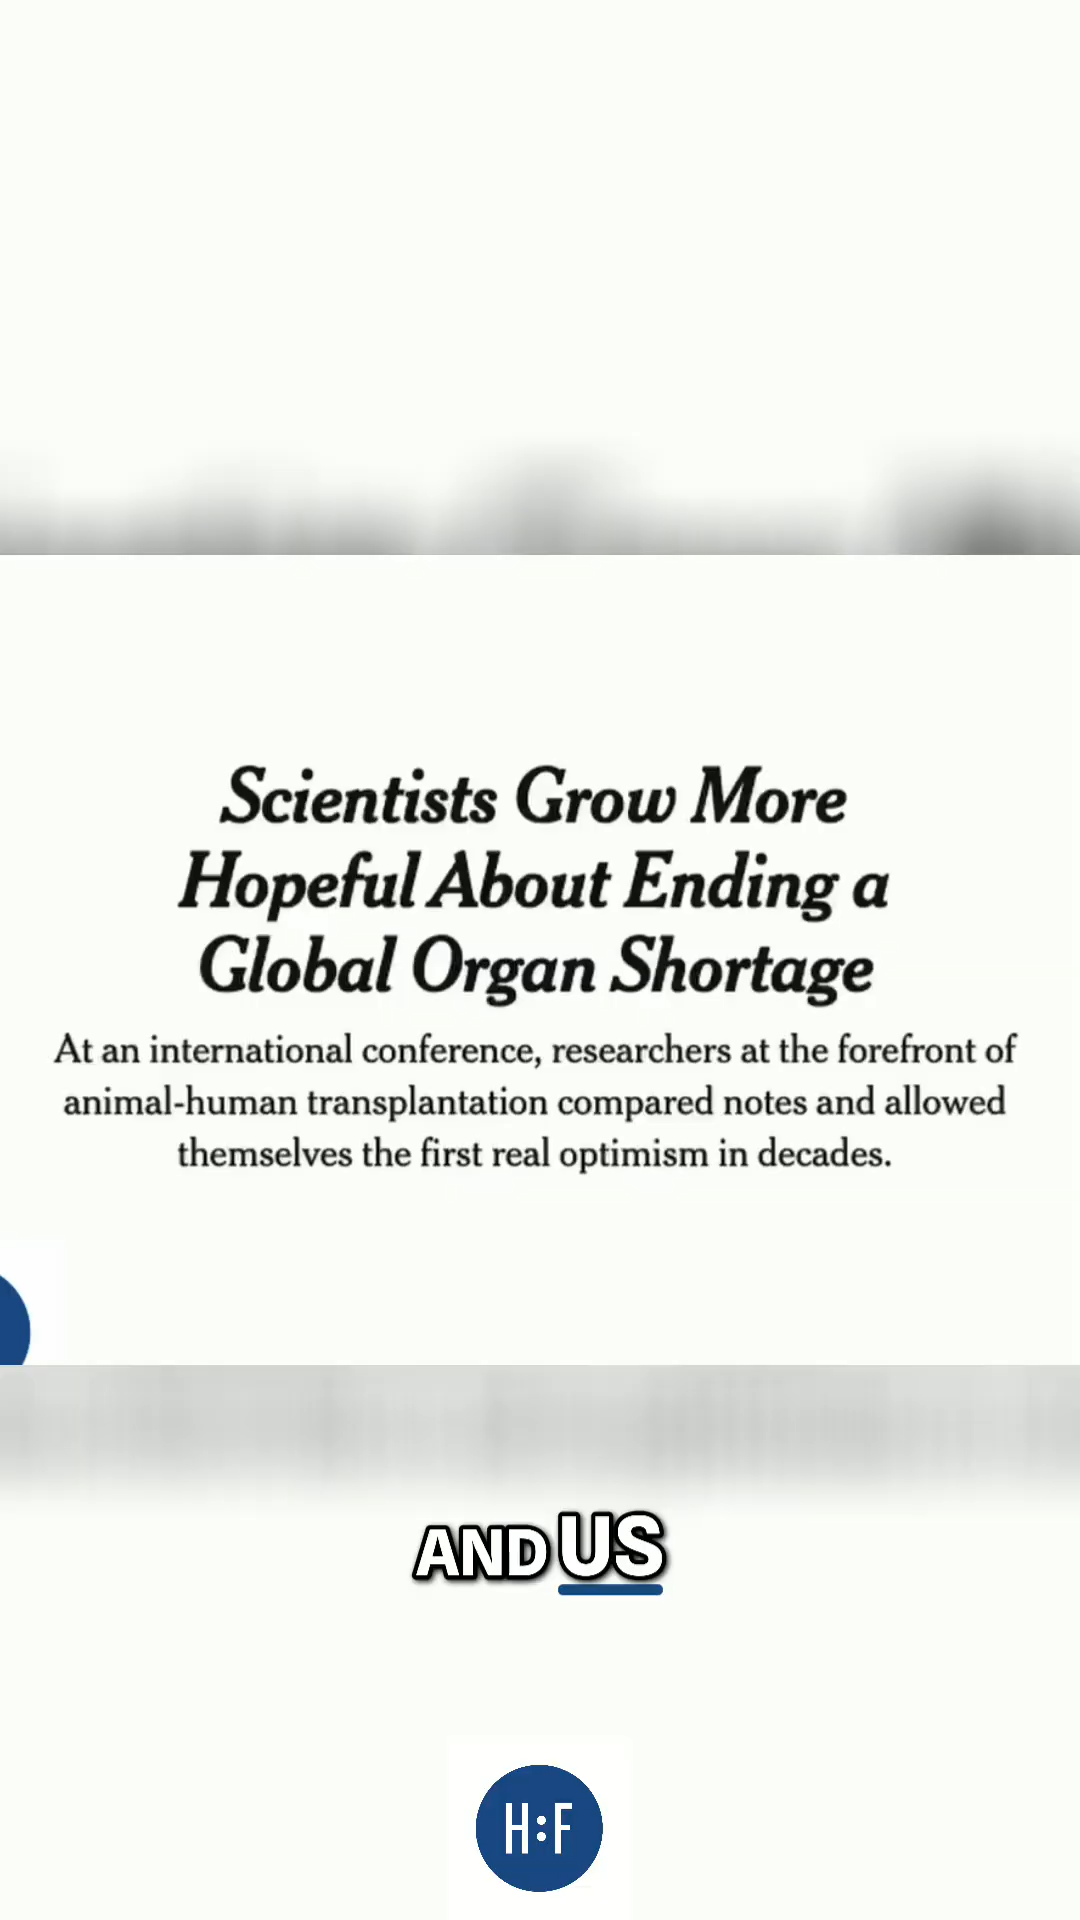 Scientists Grow More
Hopeful About Ending a
Global Organ Shortage
At an international conference, researchers at the forefront of
animal-human transplantation compared notes and allowed
themselves the first real optimism in decades.
AND US
H:F